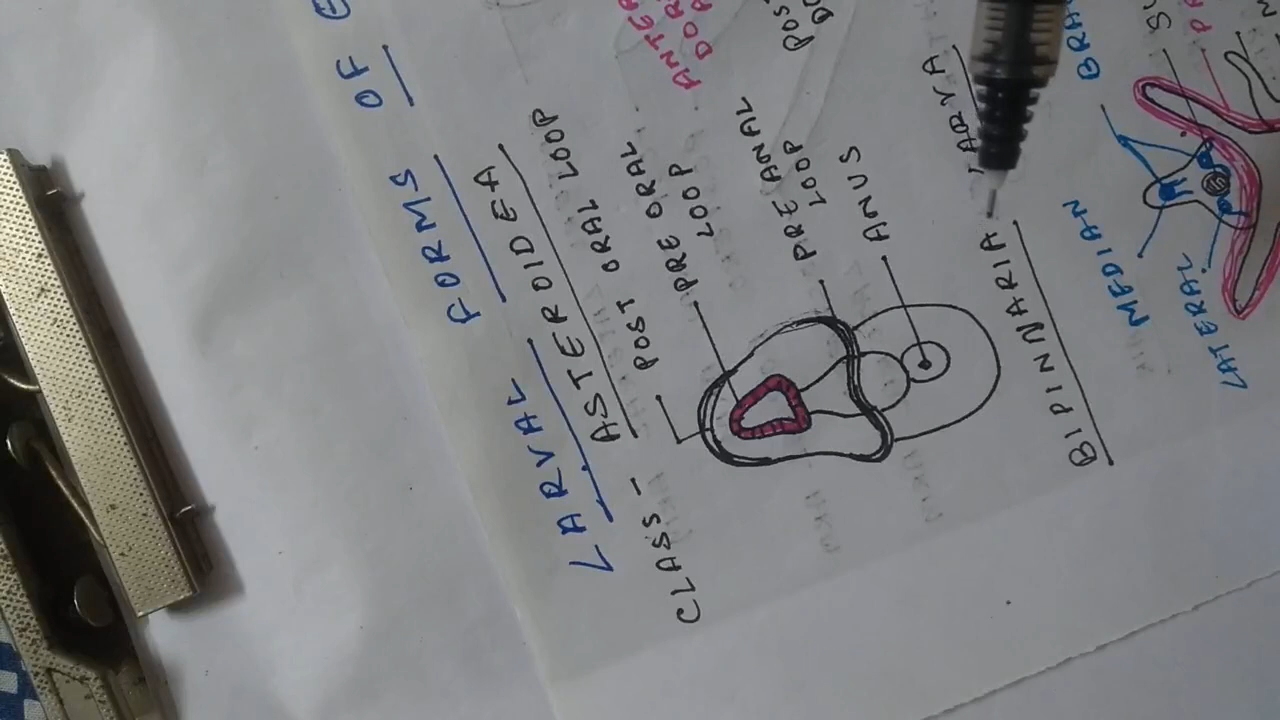 LARVAL FORMS OF E
CLASS - ASTEROIDEA
POST ORAL LOOP
PRE ORAL
LOOP
PRE ANAL
LOOP
ANUS
BIPINNARIA LARVA
MEDIAN
LATERAL